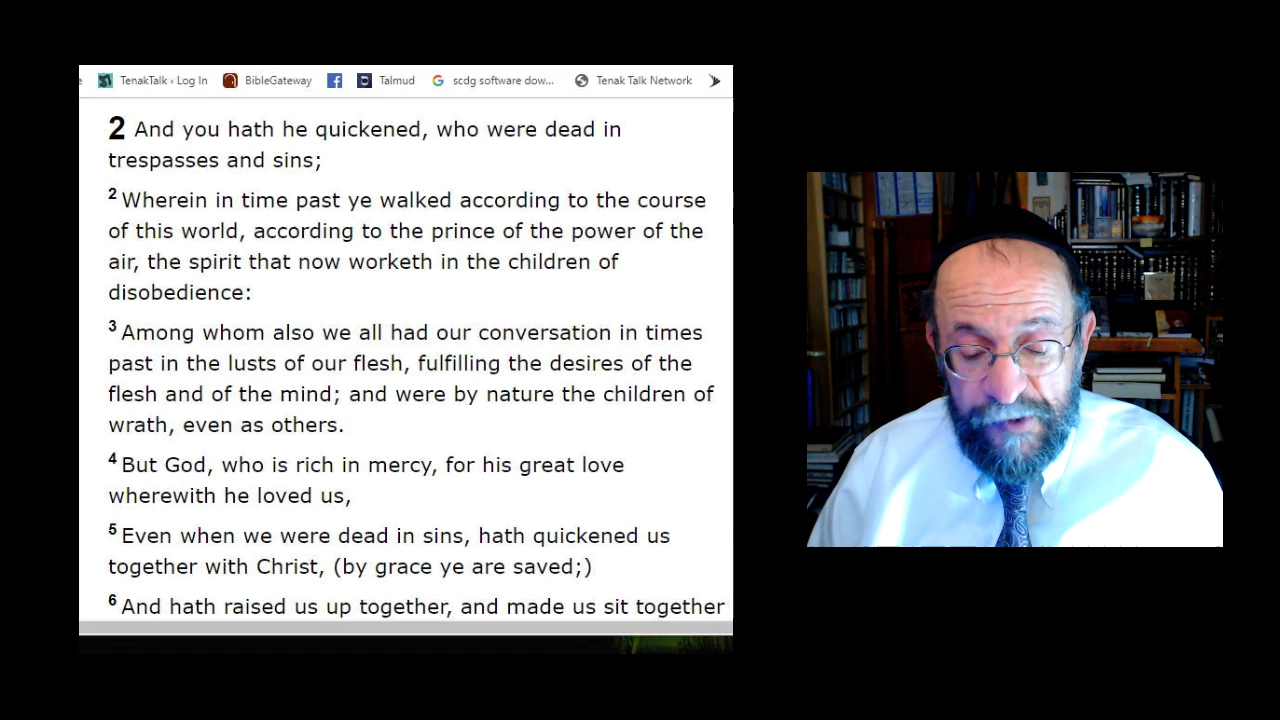 TenakTalk › Log In BibleGateway Talmud scdg software dow... Tenak Talk Network
2 And you hath he quickened, who were dead in
trespasses and sins;
2 Wherein in time past ye walked according to the course
of this world, according to the prince of the power of the
air, the spirit that now worketh in the children of
disobedience:
3 Among whom also we all had our conversation in times
past in the lusts of our flesh, fulfilling the desires of the
flesh and of the mind; and were by nature the children of
wrath, even as others.
4 But God, who is rich in mercy, for his great love
wherewith he loved us,
5 Even when we were dead in sins, hath quickened us
together with Christ, (by grace ye are saved;)
6 And hath raised us up together, and made us sit together